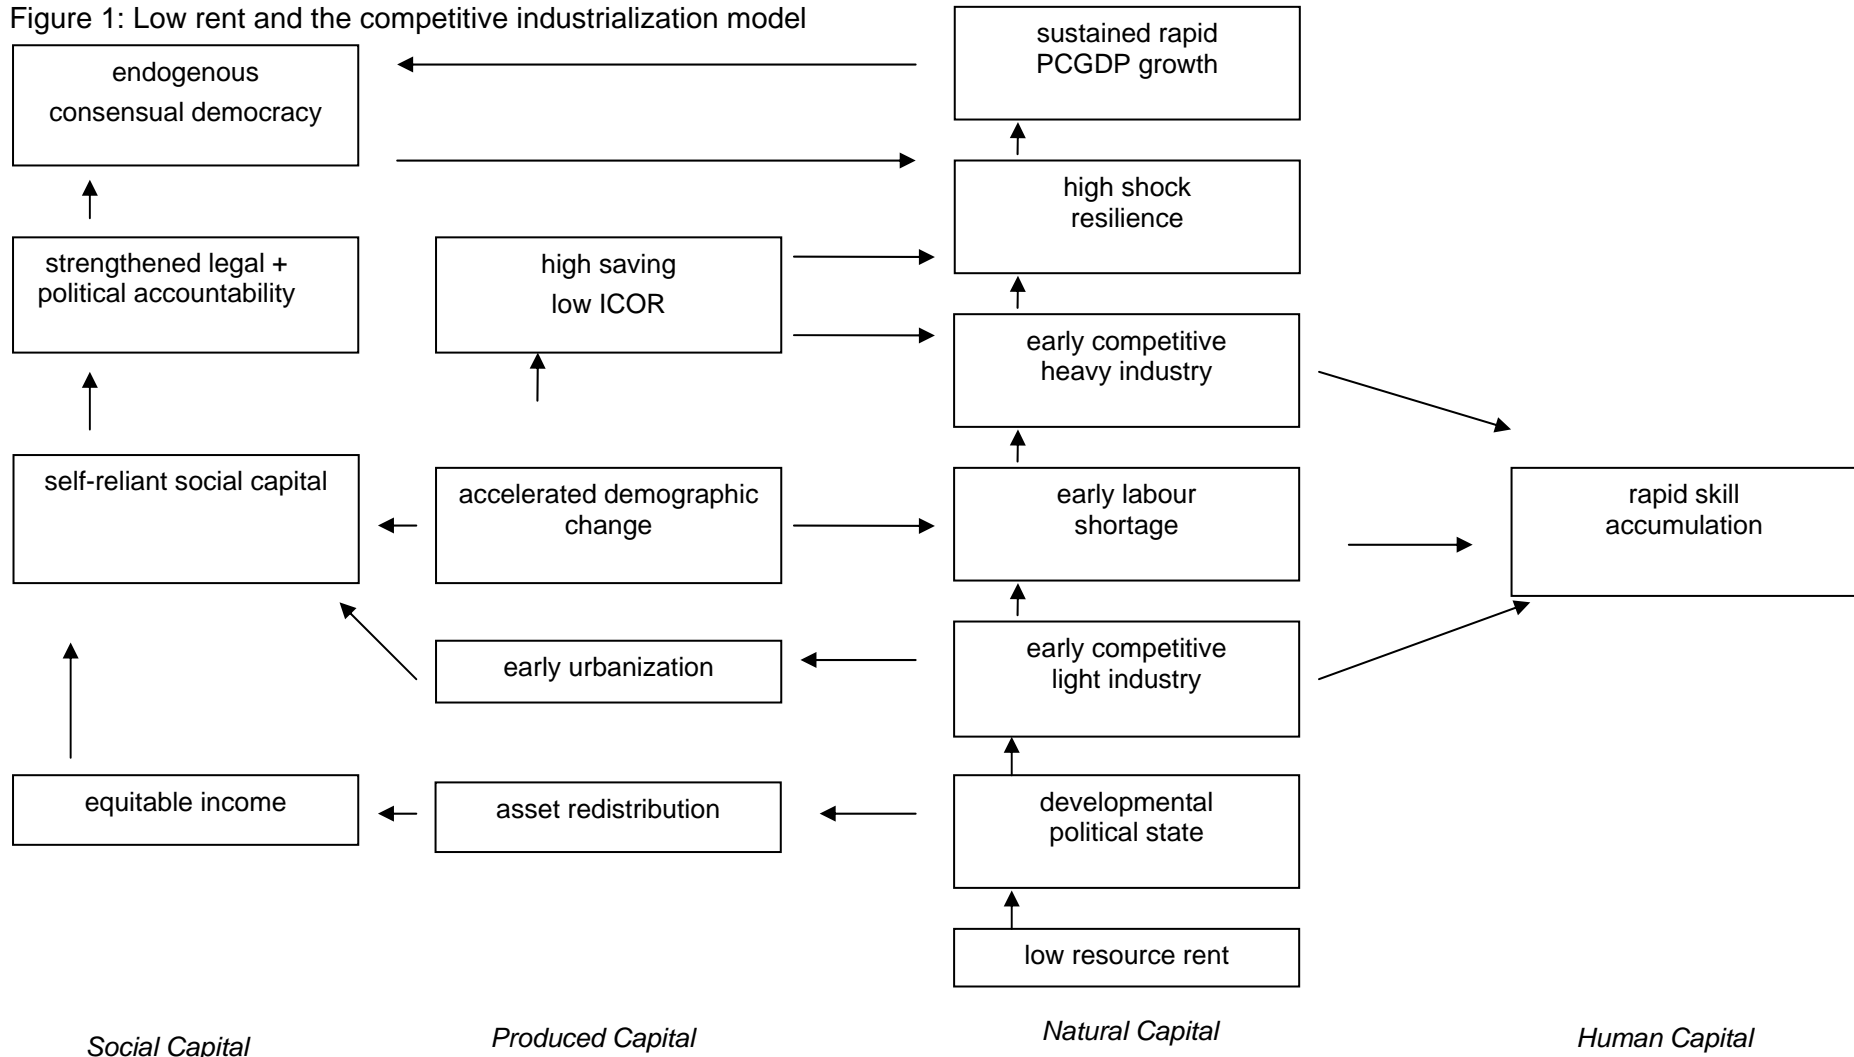 Figure 1: Low rent and the competitive industrialization model
endogenous
consensual democracy
sustained rapid
PCGDP growth
high shock
resilience
strengthened legal +
political accountability
high saving
low ICOR
early competitive
heavy industry
self-reliant social capital
accelerated demographic
change
early labour
shortage
rapid skill
accumulation
early urbanization
early competitive
light industry
equitable income
asset redistribution
developmental
political state
low resource rent
Social Capital
Produced Capital
Natural Capital
Human Capital